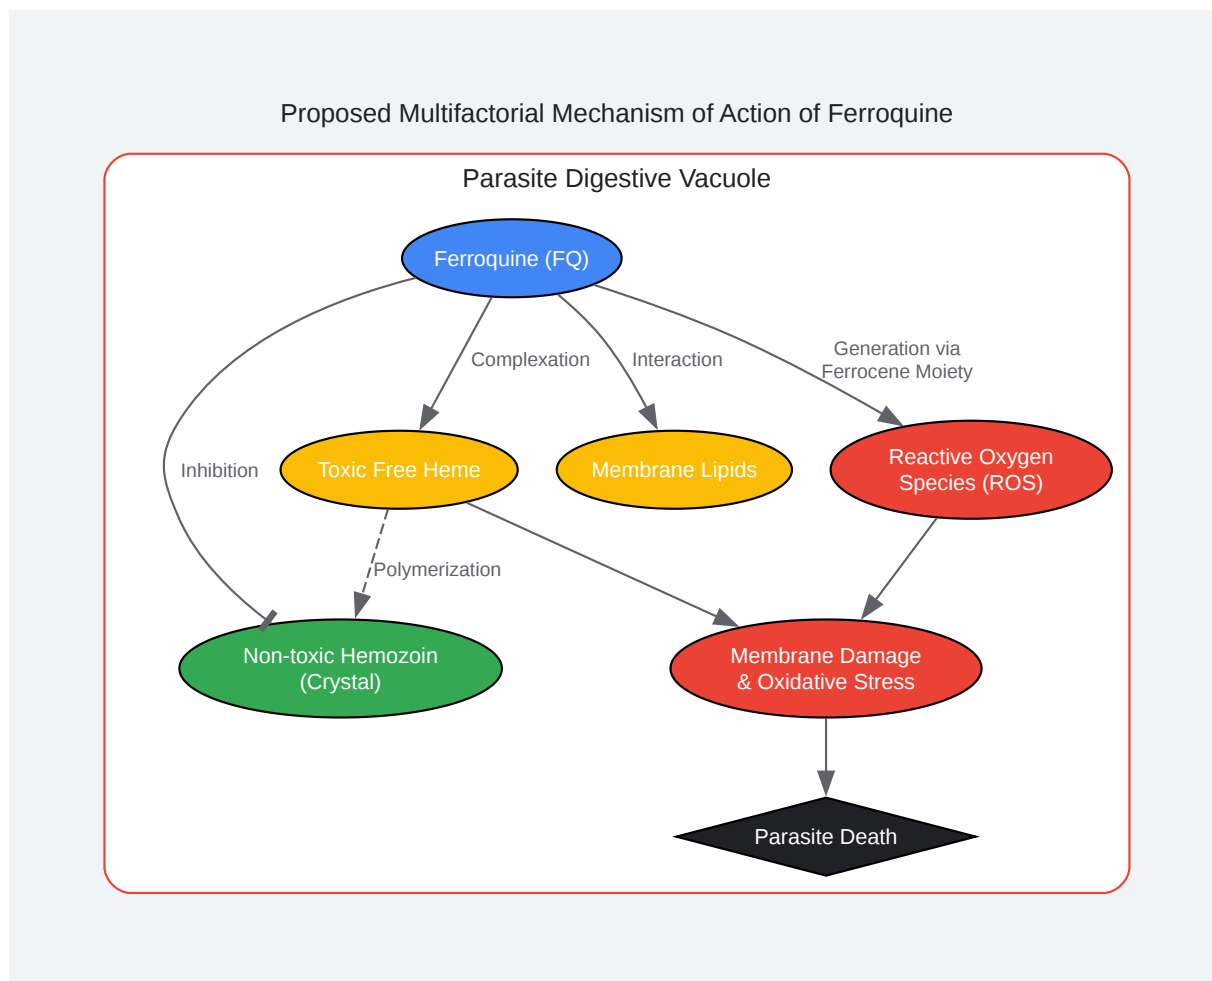 Proposed Multifactorial Mechanism of Action of Ferroquine
Parasite Digestive Vacuole
Ferroquine (FQ)
Complexation
Interaction
Generation via
Ferrocene Moiety
Inhibition
Toxic Free Heme
Membrane Lipids
Reactive Oxygen
Species (ROS)
Polymerization
Non-toxic Hemozoin
(Crystal)
Membrane Damage
& Oxidative Stress
Parasite Death